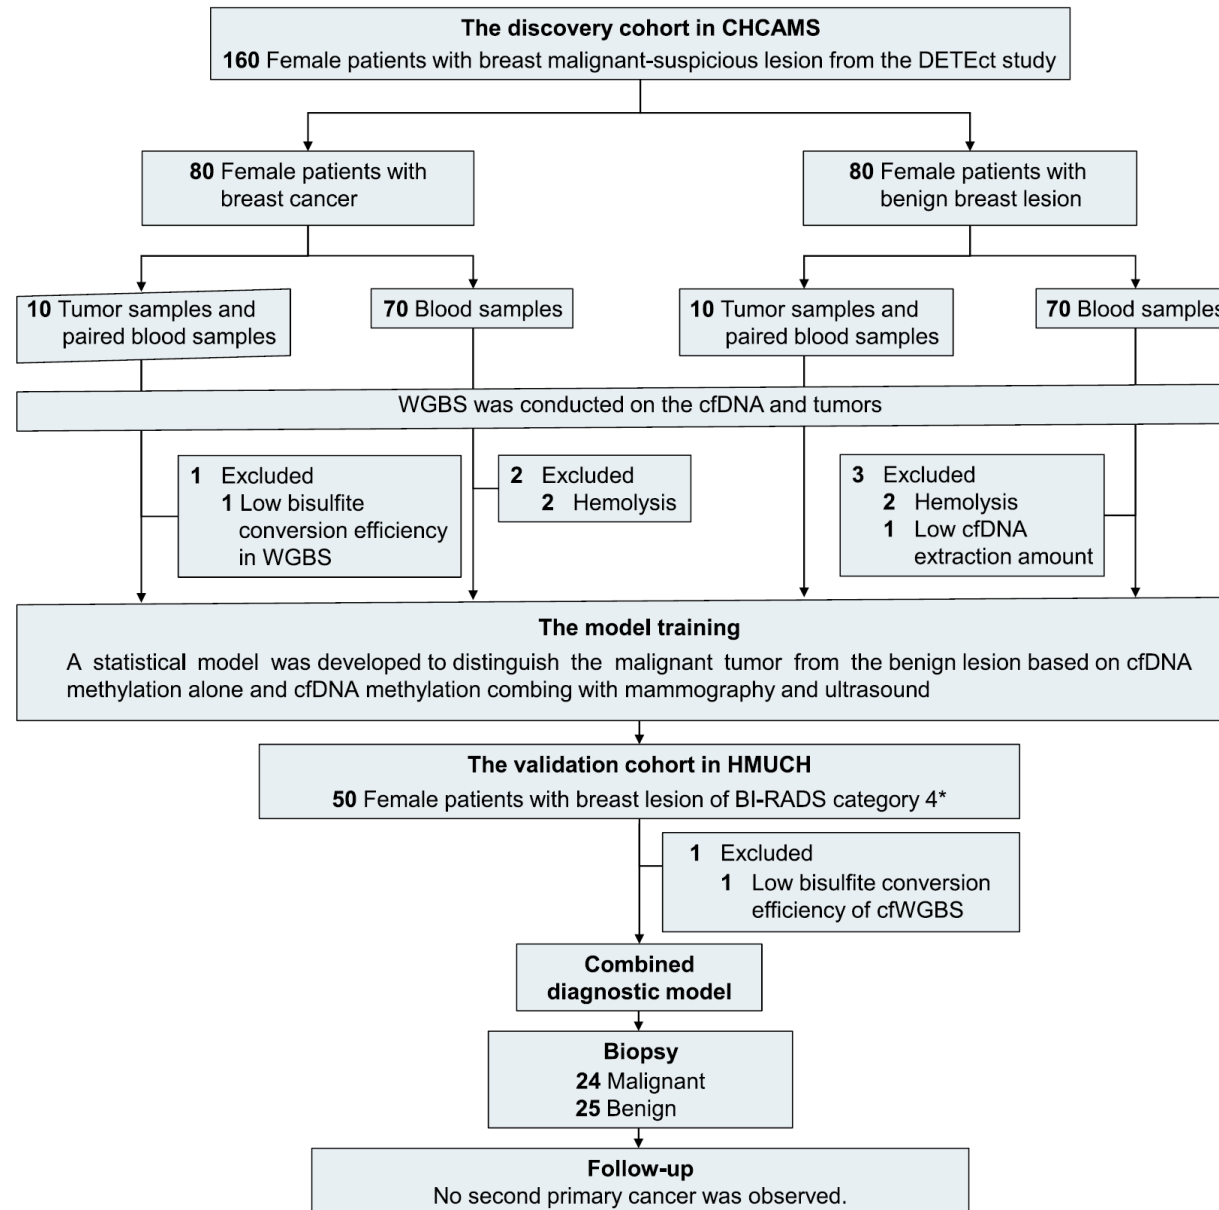 The discovery cohort in CHCAMS
160 Female patients with breast malignant-suspicious lesion from the DETEct study
80 Female patients with
breast cancer
80 Female patients with
benign breast lesion
10 Tumor samples and
paired blood samples
70 Blood samples
10 Tumor samples and
paired blood samples
70 Blood samples
WGBS was conducted on the cfDNA and tumors
1 Excluded
1 Low bisulfite
conversion efficiency
in WGBS
2 Excluded
2 Hemolysis
3 Excluded
2 Hemolysis
1 Low cfDNA
extraction amount
The model training
A statistical model was developed to distinguish the malignant tumor from the benign lesion based on cfDNA
methylation alone and cfDNA methylation combing with mammography and ultrasound
The validation cohort in HMUCH
50 Female patients with breast lesion of BI-RADS category 4*
1 Excluded
1 Low bisulfite conversion
efficiency of cfWGBS
Combined
diagnostic model
Biopsy
24 Malignant
25 Benign
Follow-up
No second primary cancer was observed.